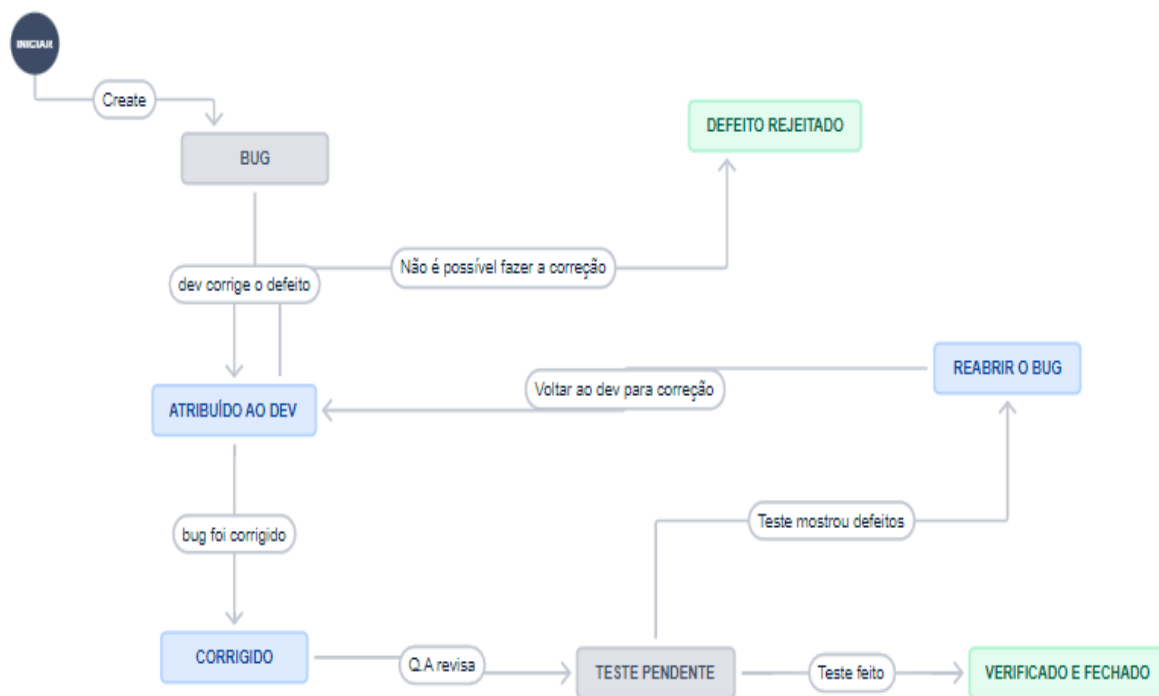 INICIAR
Create
BUG
DEFEITO REJEITADO
Não é possível fazer a correção
dev corrige o defeito
REABRIR O BUG
Voltar ao dev para correção
ATRIBUÍDO AO DEV
Teste mostrou defeitos
bug foi corrigido
CORRIGIDO
Q.A revisa
TESTE PENDENTE
Teste feito
VERIFICADO E FECHADO